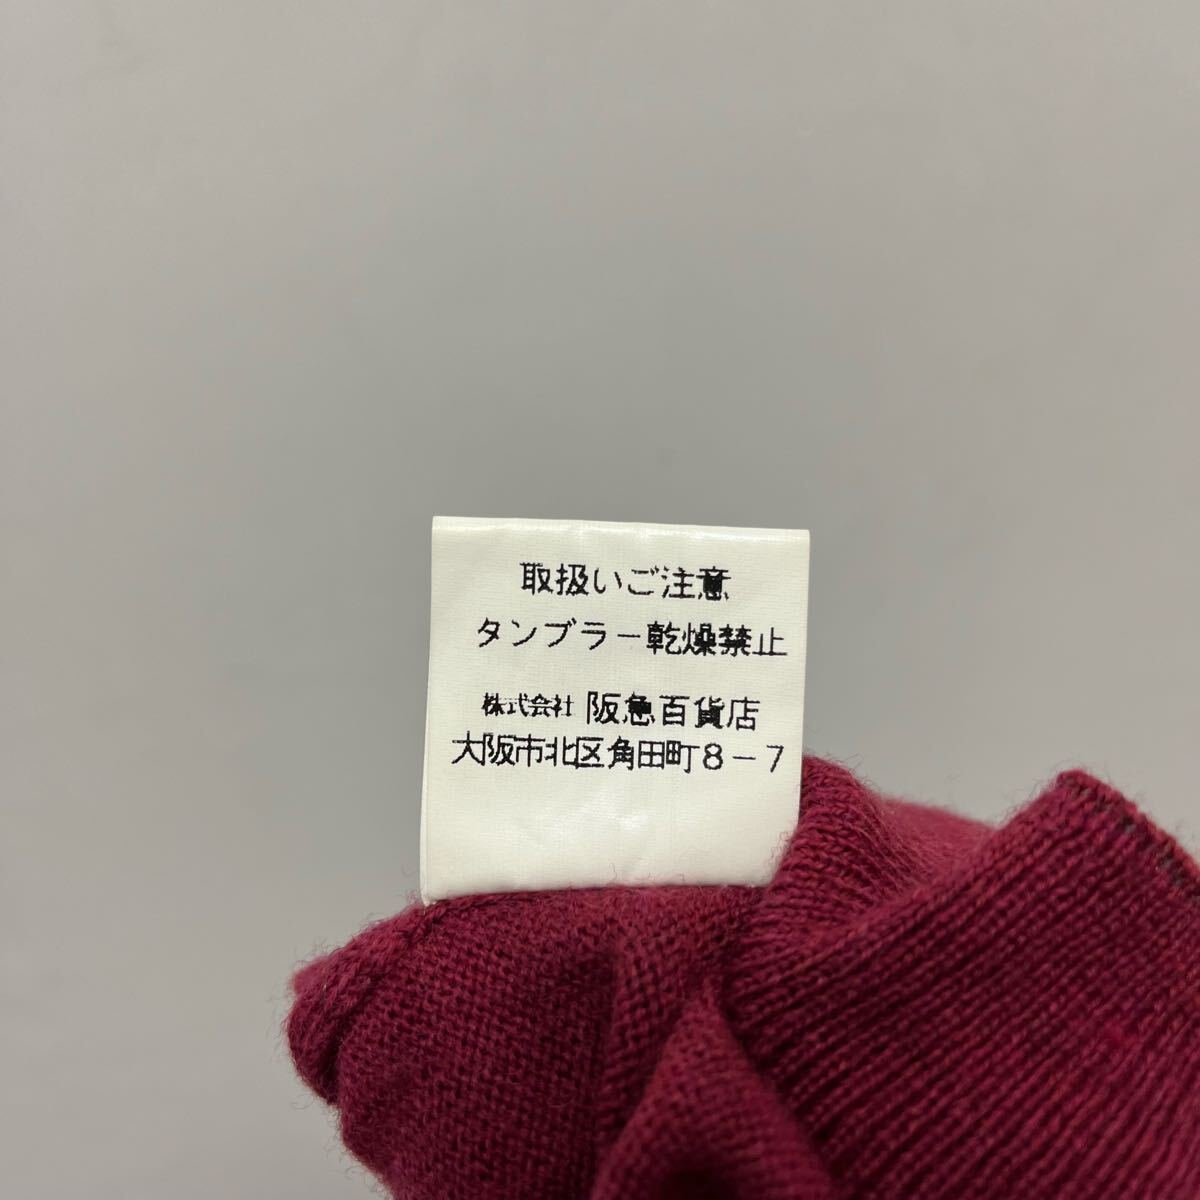 取扱いご注意
タンブラー乾燥禁止
株式会社 阪急百貨店
大阪市北区角田町8-7